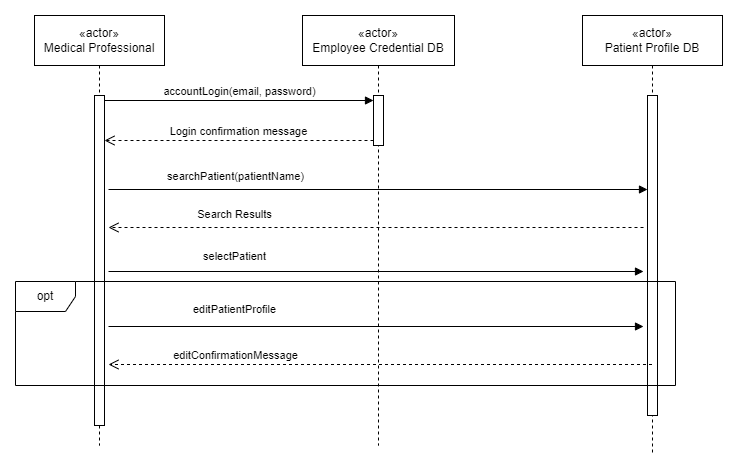 «actor»
Medical Professional
«actor»
Employee Credential DB
«actor»
Patient Profile DB
accountLogin(email, password)
Login confirmation message
searchPatient(patientName)
Search Results
selectPatient
opt
editPatientProfile
editConfirmationMessage